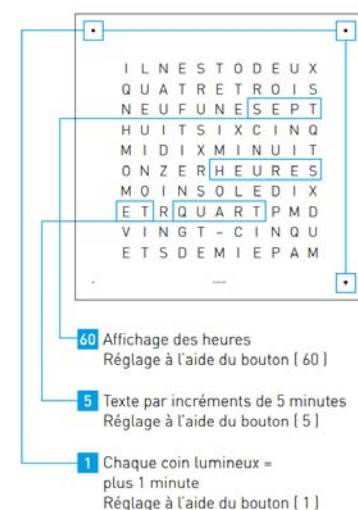 I L N E S T O D E U X
Q U A T R E T R O I S
N E U F U N E S E P T
H U I T S I X C I N Q
M I D I X M I N U I T
O N Z E R H E U R E S
M O I N S O L E D I X
E T R Q U A R T P M D
V I N G T - C I N Q U
E T S D E M I E P A M
60 Affichage des heures
Réglage à l'aide du bouton ( 60 )
5 Texte par incréments de 5 minutes
Réglage à l'aide du bouton ( 5 )
1 Chaque coin lumineux =
plus 1 minute
Réglage à l'aide du bouton ( 1 )